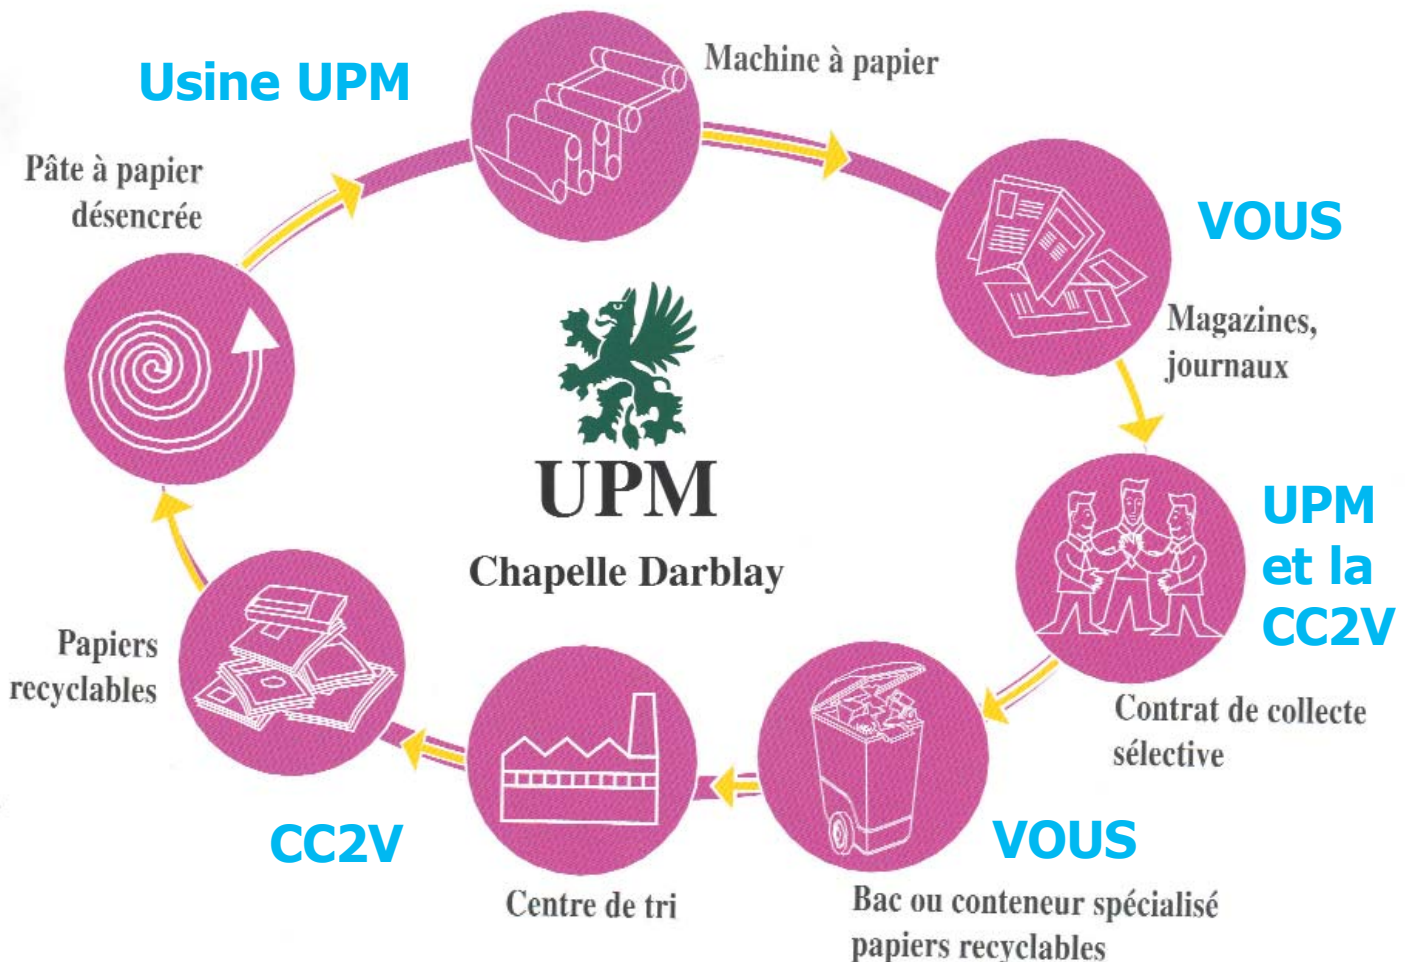 Usine UPM
Machine à papier
Pâte à papier
désencrée
VOUS
Magazines,
journaux
UPM
Chapelle Darblay
UPM
et la
CC2V
Contrat de collecte
sélective
Papiers
recyclables
CC2V
Centre de tri
VOUS
Bac ou conteneur spécialisé
papiers recyclables